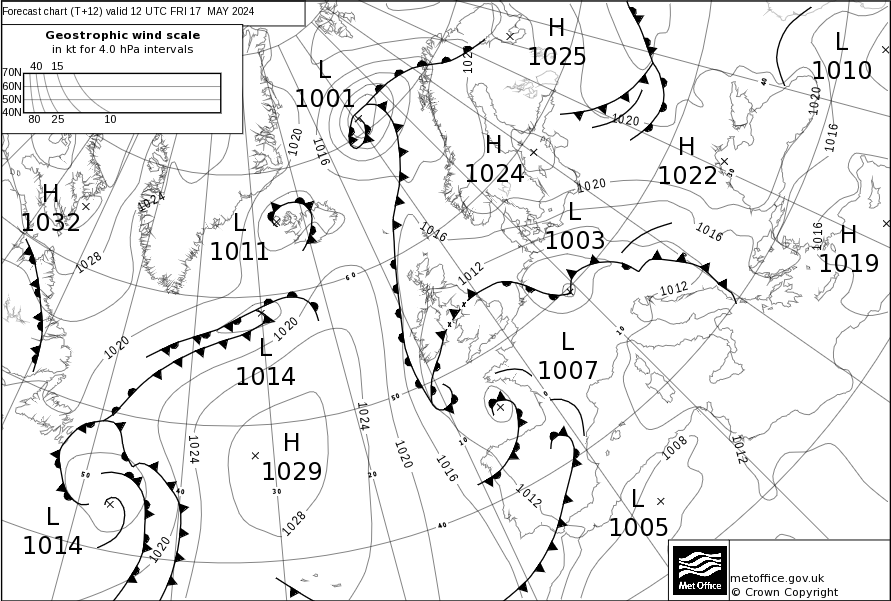 Forecast chart (T+12) valid 12 UTC FRI 17 MAY 2024
Geostrophic wind scale
in kt for 4.0 hPa intervals
40 15
70N
60N
50N
40N
80 25 10
H
1025
L
1010
L
1001
1020
1020
1016
1020
1016
1020
H
1024
H
1022
1020
H
1032
1024
L
1011
L
1003
1016
1016
1016
H
1019
1028
1012
1012
60
1020
1020
L
1014
L
1007
10
0
50
1024
1024
1020
1016
10
H
1029
1008
1012
50
40
30
20
1012
L
1005
L
1014
1028
40
1020
Met Office
metoffice.gov.uk
© Crown Copyright